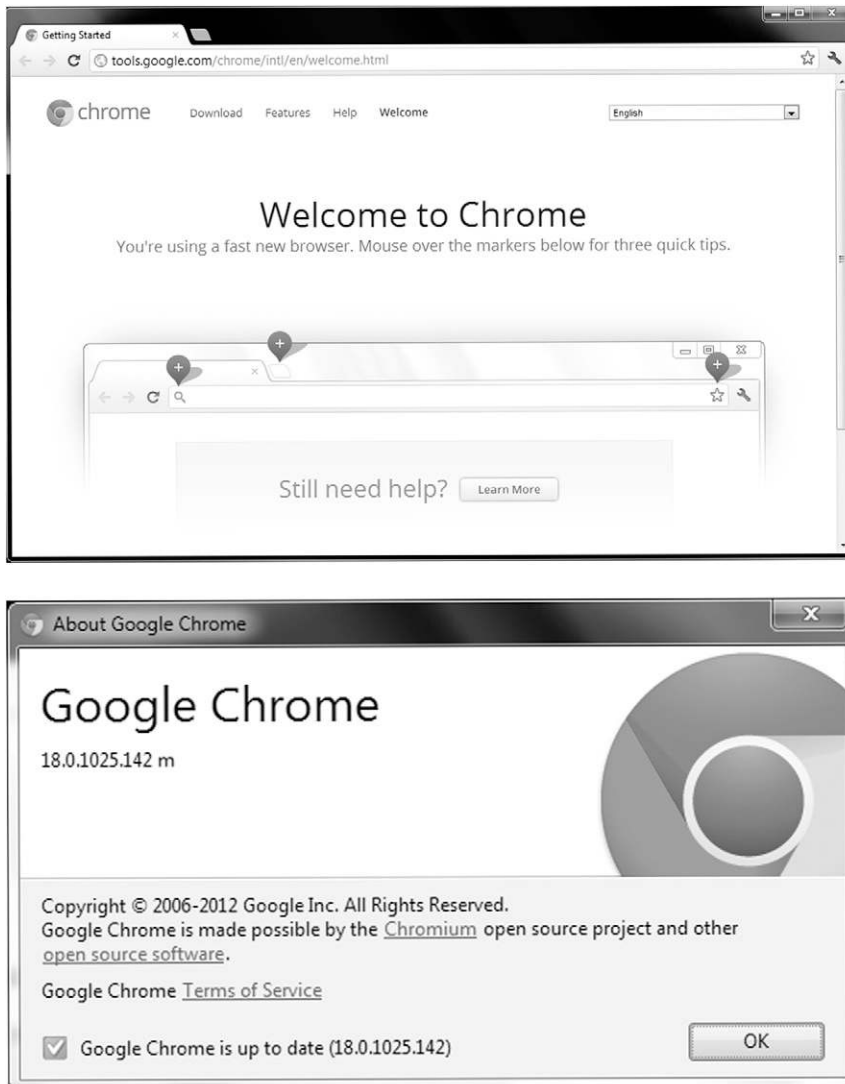 Getting Started
tools.google.com/chrome/intl/en/welcome.html
chrome Download Features Help Welcome English
Welcome to Chrome
You're using a fast new browser. Mouse over the markers below for three quick tips.
Still need help? Learn More
About Google Chrome
Google Chrome
18.0.1025.142 m
Copyright © 2006-2012 Google Inc. All Rights Reserved.
Google Chrome is made possible by the Chromium open source project and other
open source software.
Google Chrome Terms of Service
Google Chrome is up to date (18.0.1025.142) OK